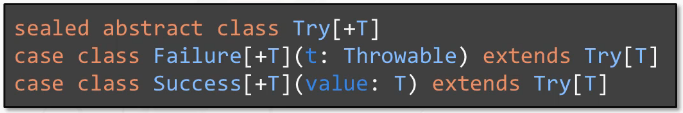 sealed abstract class Try[+T]
case class Failure[+T](t: Throwable) extends Try[T]
case class Success[+T](value: T) extends Try[T]